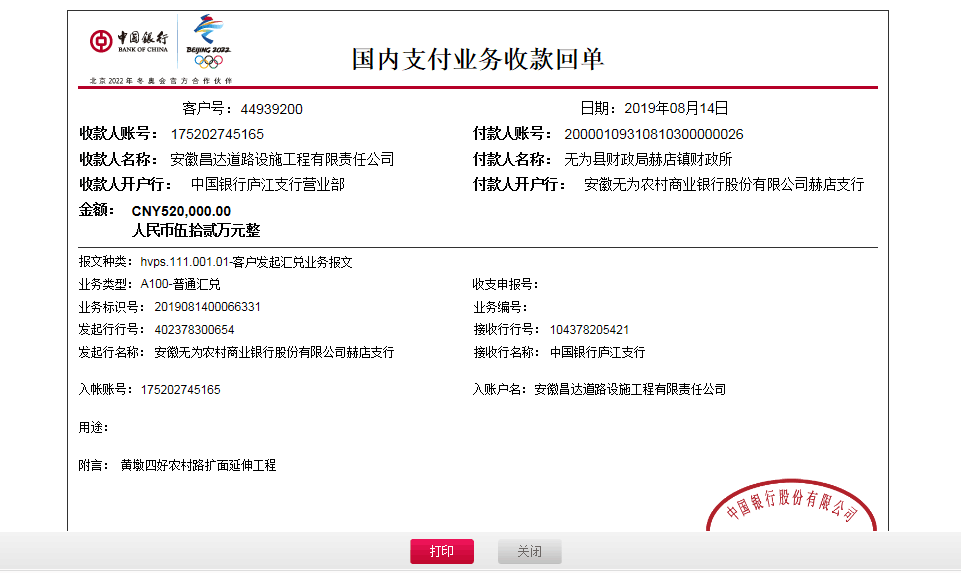 中国银行
BANK OF CHINA
BEIJING 2022
北京2022年冬奥会官方合作伙伴
国内支付业务收款回单
客户号：44939200 日期：2019年08月14日
收款人账号：175202745165 付款人账号：20000109310810300000026
收款人名称：安徽昌达道路设施工程有限责任公司 付款人名称：无为县财政局赫店镇财政所
收款人开户行：中国银行庐江支行营业部 付款人开户行：安徽无为农村商业银行股份有限公司赫店支行
金额：CNY520,000.00
人民币伍拾贰万元整
报文种类：hvps.111.001.01-客户发起汇兑业务报文
业务类型：A100-普通汇兑 收支申报号：
业务标识号：2019081400066331 业务编号：
发起行行号：402378300654 接收行行号：104378205421
发起行名称：安徽无为农村商业银行股份有限公司赫店支行 接收行名称：中国银行庐江支行
入帐账号：175202745165 入账户名：安徽昌达道路设施工程有限责任公司
用途：
附言：黄墩四好农村路扩面延伸工程
中国银行股份有限公司
打印 关闭